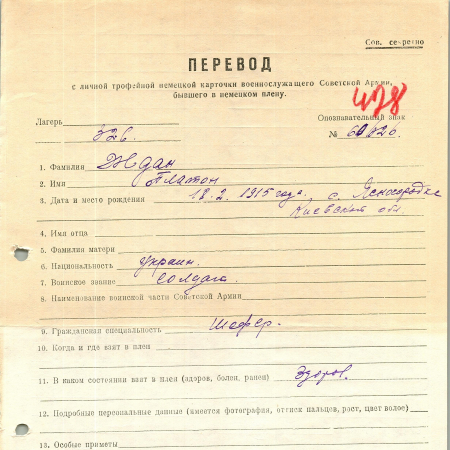 Сов. секретно
ПЕРЕВОД
с личной трофейной немецкой карточки военнослужащего Советской Армии,
бывшего в немецком плену.
478
Лагерь 326.
Опознавательный знак
№
1. Фамилия Ждан
2. Имя Платон
3. Дата и место рождения 18. 2. 1915 года. с. Ясногородка
Киевская обл
4. Имя отца
5. Фамилия матери
6. Национальность украин.
7. Воинское звание солдат.
8. Наименование воинской части Советской Армии
9. Гражданская специальность Шофер.
10. Когда и где взят в плен
11. В каком состоянии взят в плен (здоров, болен, ранен) Здоров.
12. Подробные персональные данные (имеется фотография, оттиск пальцев, рост, цвет волос)
13. Особые приметы